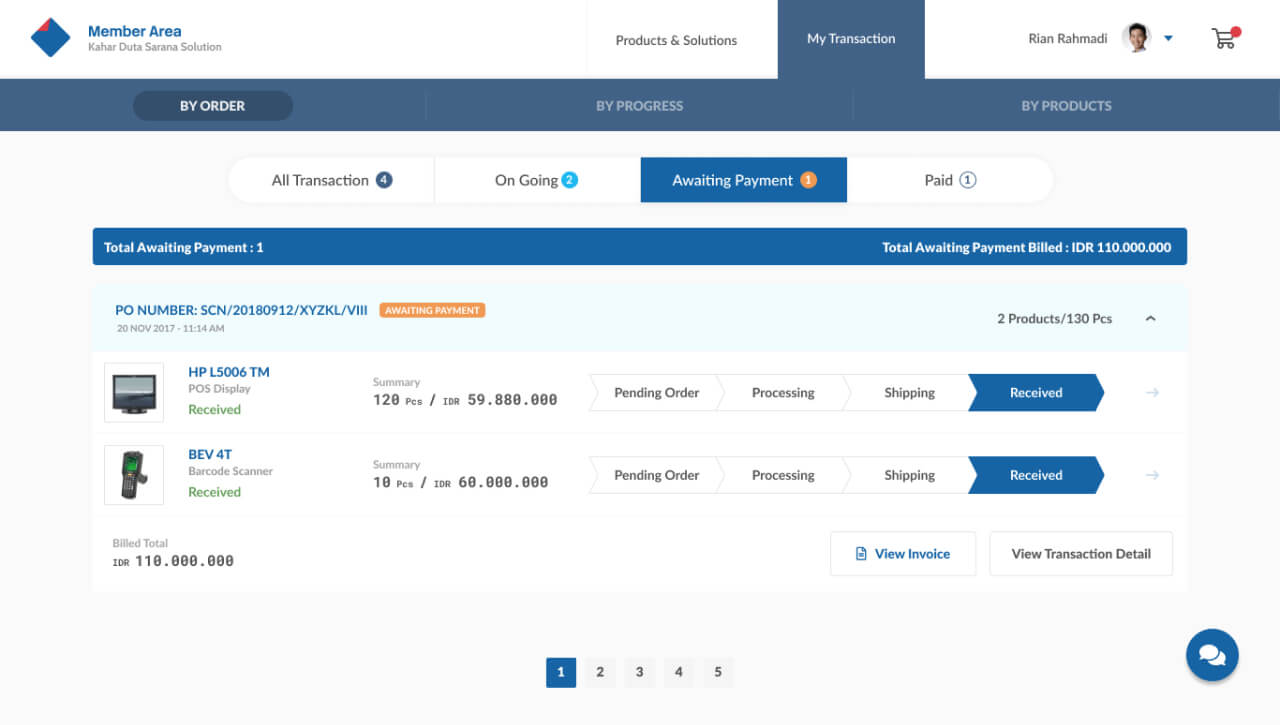 Member Area
Kahar Duta Sarana Solution
Products & Solutions
My Transaction
Rian Rahmadi
BY ORDER
BY PROGRESS
BY PRODUCTS
All Transaction 4
On Going 2
Awaiting Payment 1
Paid 1
Total Awaiting Payment : 1
Total Awaiting Payment Billed : IDR 110.000.000
PO NUMBER: SCN/20180912/XYZKL/VIII AWAITING PAYMENT
20 NOV 2017 - 11:14 AM
2 Products/130 Pcs
HP L5006 TM
POS Display
Received
Summary
120 Pcs / IDR 59.880.000
Pending Order
Processing
Shipping
Received
BEV 4T
Barcode Scanner
Received
Summary
10 Pcs / IDR 60.000.000
Pending Order
Processing
Shipping
Received
Billed Total
IDR 110.000.000
View Invoice
View Transaction Detail
1 2 3 4 5